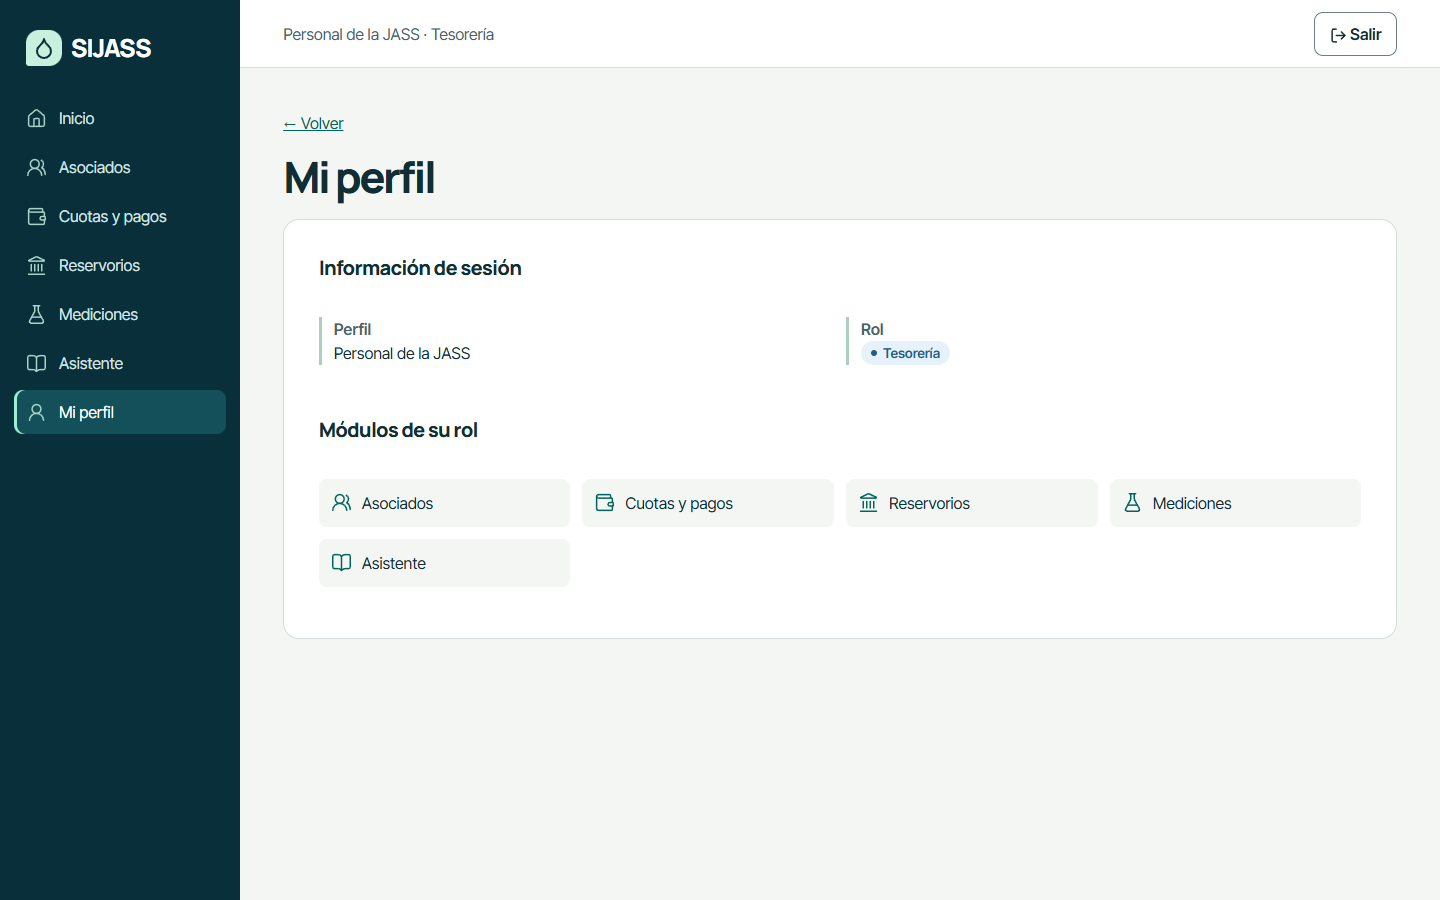 SIJASS
Inicio
Asociados
Cuotas y pagos
Reservorios
Mediciones
Asistente
Mi perfil
Personal de la JASS · Tesorería
Salir
← Volver
Mi perfil
Información de sesión
Perfil
Personal de la JASS
Rol
Tesorería
Módulos de su rol
Asociados
Cuotas y pagos
Reservorios
Mediciones
Asistente